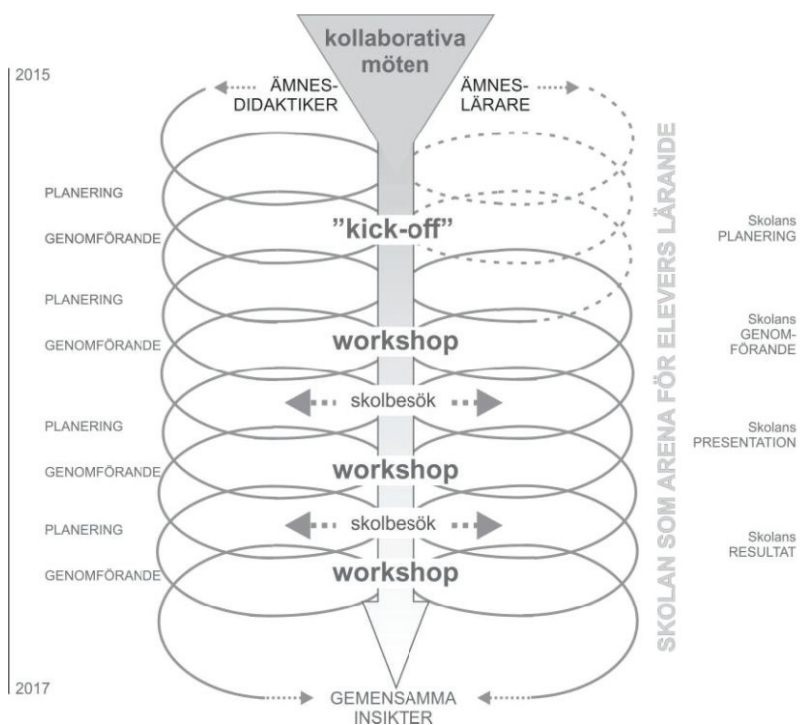 kollaborativa
möten
2015
ÄMNES-
DIDAKTIKER
ÄMNES-
LÄRARE
PLANERING
GENOMFÖRANDE
"kick-off"
Skolans
PLANERING
PLANERING
GENOMFÖRANDE
workshop
Skolans
GENOM-
FÖRANDE
skolbesök
PLANERING
GENOMFÖRANDE
workshop
Skolans
PRESENTATION
skolbesök
PLANERING
GENOMFÖRANDE
workshop
Skolans
RESULTAT
SKOLAN SOM ARENA FÖR ELEVERS LÄRANDE
2017
GEMENSAMMA
INSIKTER